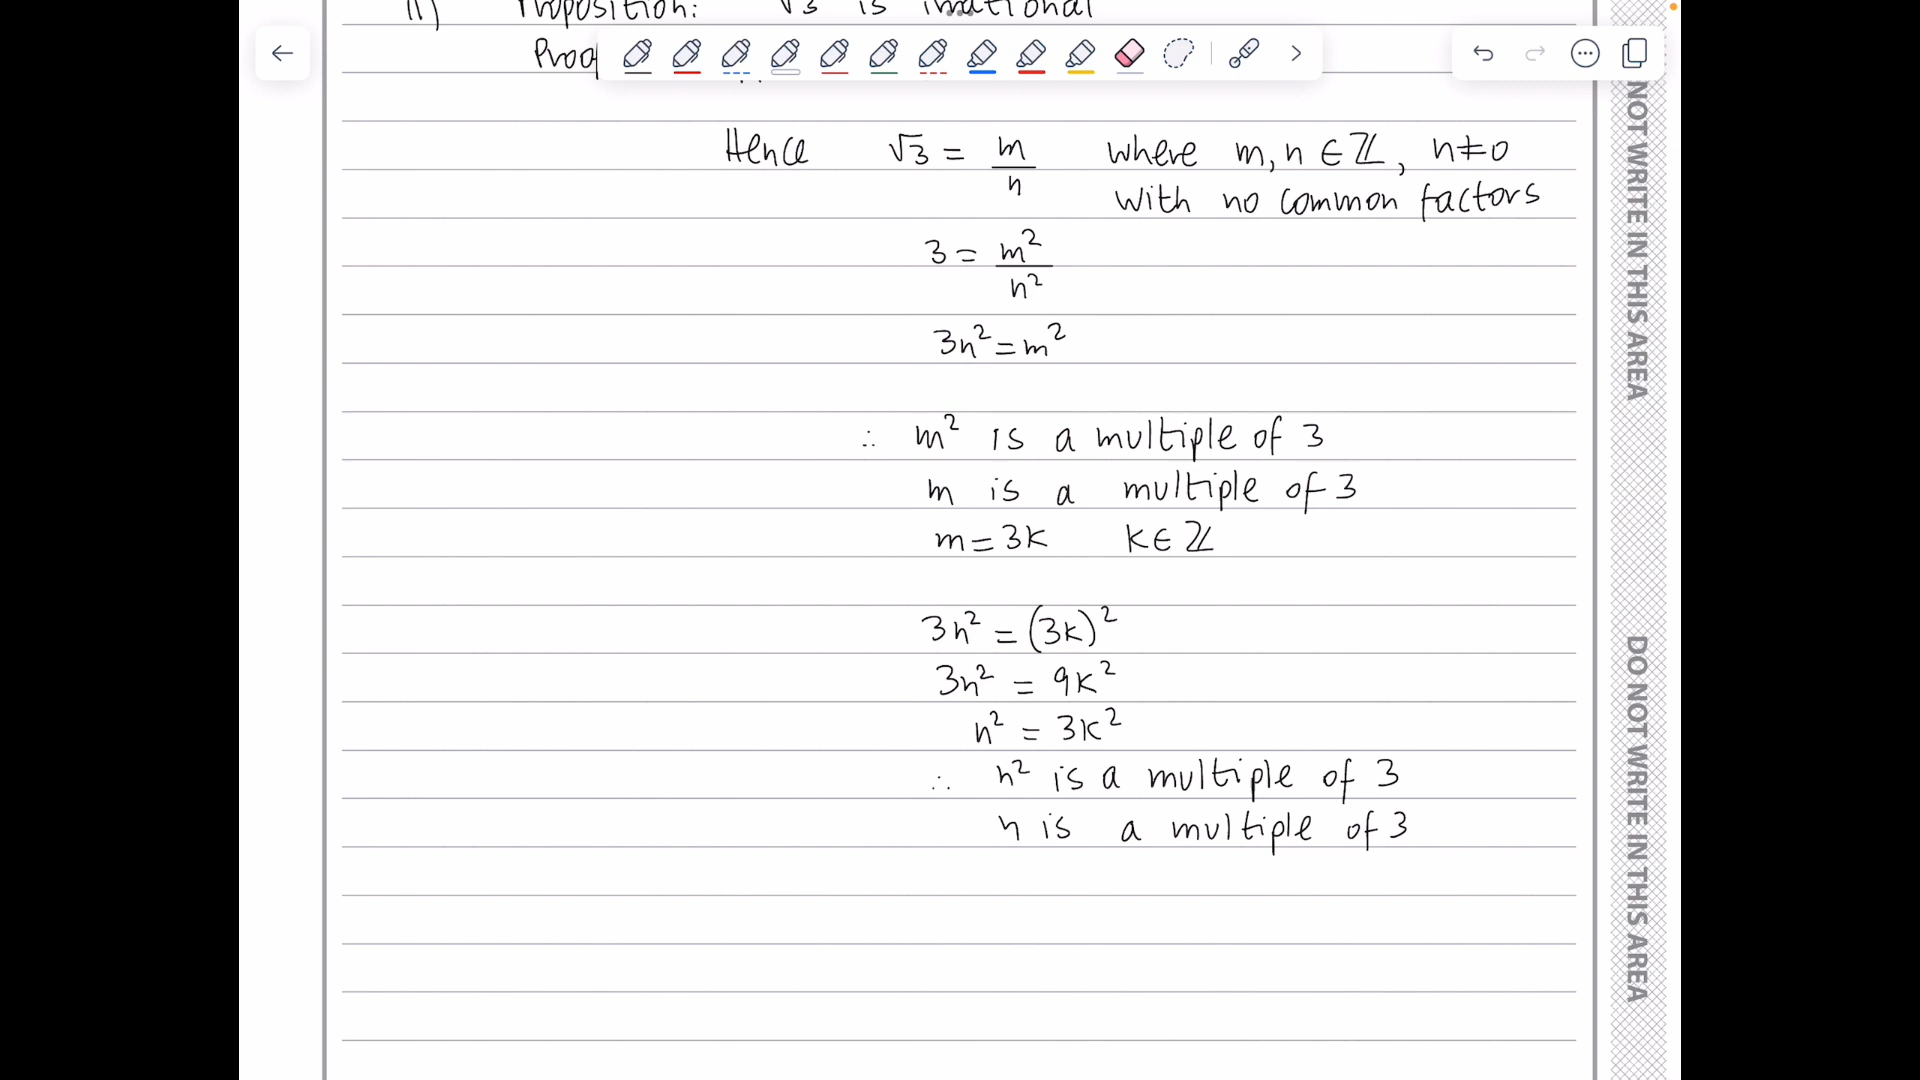 ii) Proposition: √3 is irrational
Proof
Hence √3 = m/n where m, n ∈ ℤ, n≠0
with no common factors
3 = m²/n²
3n² = m²
∴ m² is a multiple of 3
m is a multiple of 3
m = 3k k ∈ ℤ
3n² = (3k)²
3n² = 9k²
n² = 3k²
∴ n² is a multiple of 3
n is a multiple of 3
NOT WRITE IN THIS AREA
DO NOT WRITE IN THIS AREA